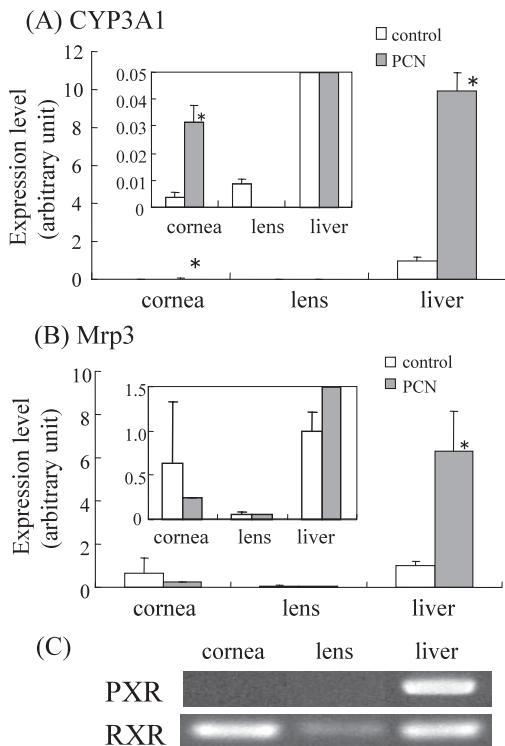 (A) CYP3A1
Expression level
(arbitrary unit)
12
10
8
6
4
2
0
control
PCN
0.05
0.04
0.03
0.02
0.01
0
*
cornea lens liver
*
*
cornea lens liver
(B) Mrp3
Expression level
(arbitrary unit)
10
8
6
4
2
0
control
PCN
1.5
1.0
0.5
0
cornea lens liver
*
cornea lens liver
(C)
cornea lens liver
PXR
RXR